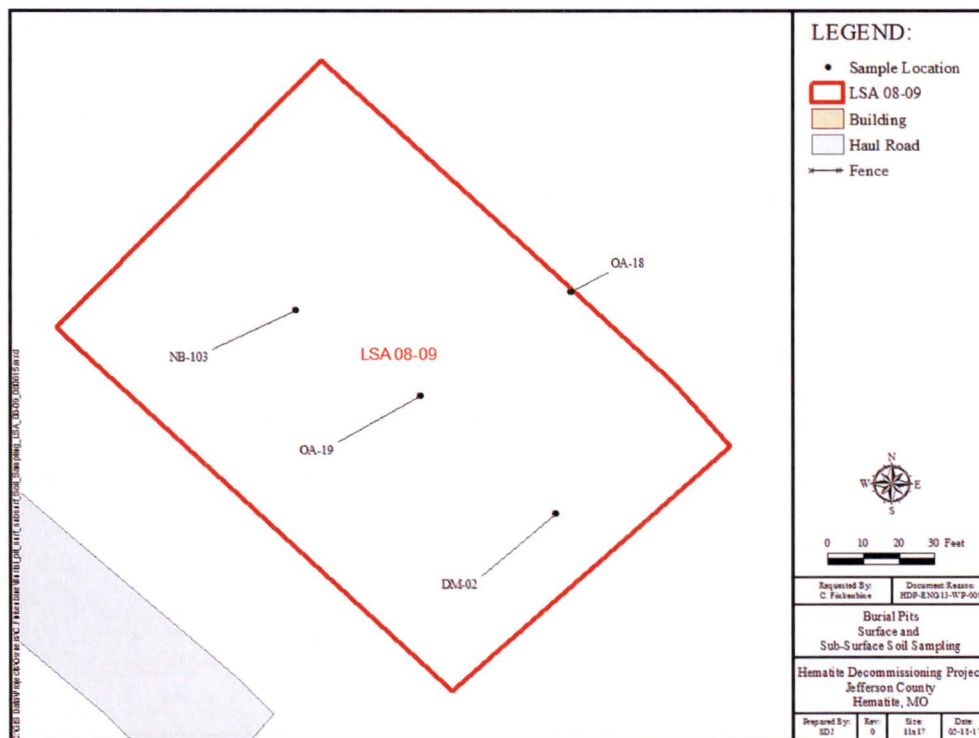 LEGEND:
Sample Location
LSA 08-09
Building
Haul Road
Fence
OA-18
NB-103
LSA 08-09
OA-19
DM-02
N
W E
S
0 10 20 30 Feet
Requested By: Document Reason:
C. Finkenbine
Burial Pits
Surface and
Sub-Surface Soil Sampling
Hematite Decommissioning Projec
Jefferson County
Hematite, MO
Prepared By: Rev: Size: Date:
SDJ 0 11x17